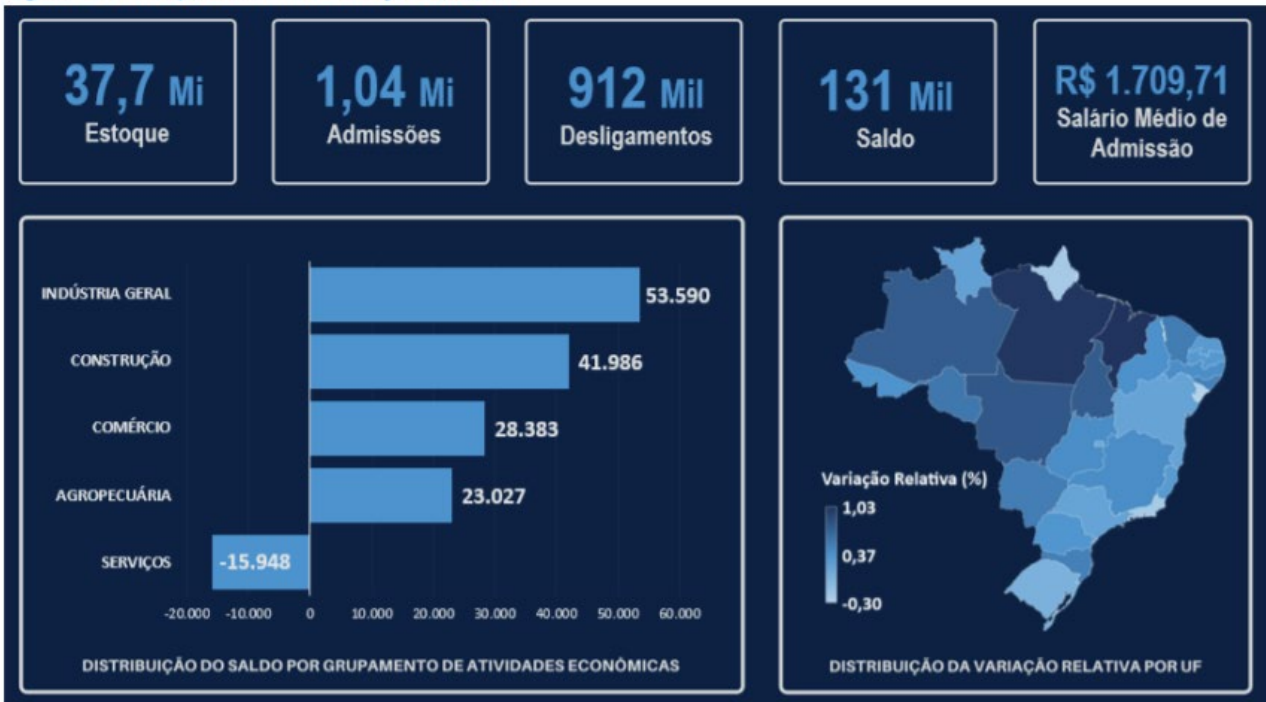 37,7 Mi
Estoque
1,04 Mi
Admissões
912 Mil
Desligamentos
131 Mil
Saldo
R$ 1.709,71
Salário Médio de
Admissão
INDÚSTRIA GERAL
53.590
CONSTRUÇÃO
41.986
COMÉRCIO
28.383
AGROPECUÁRIA
23.027
SERVIÇOS
-15.948
-20.000 -10.000 0 10.000 20.000 30.000 40.000 50.000 60.000
DISTRIBUIÇÃO DO SALDO POR GRUPAMENTO DE ATIVIDADES ECONÔMICAS
Variação Relativa (%)
1,03
0,37
-0,30
DISTRIBUIÇÃO DA VARIAÇÃO RELATIVA POR UF